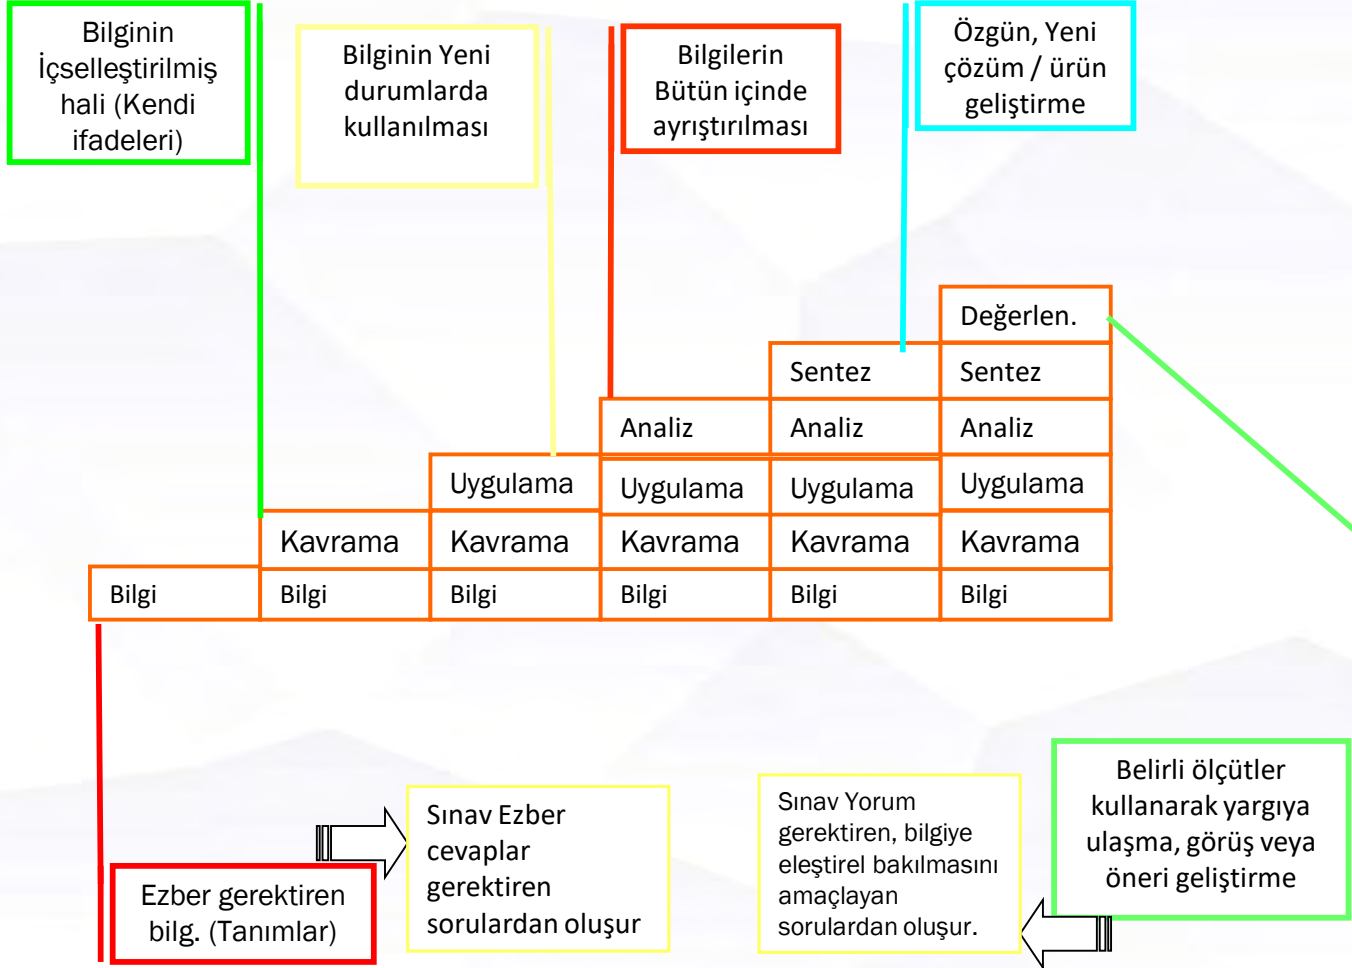 Bilginin
İçselleştirilmiş
hali (Kendi
ifadeleri)
Bilginin Yeni
durumlarda
kullanılması
Bilgilerin
Bütün içinde
ayrıştırılması
Özgün, Yeni
çözüm / ürün
geliştirme
Değerlen.
Sentez Sentez
Analiz Analiz Analiz
Uygulama Uygulama Uygulama Uygulama
Kavrama Kavrama Kavrama Kavrama Kavrama
Bilgi Bilgi Bilgi Bilgi Bilgi Bilgi
Ezber gerektiren
bilg. (Tanımlar)
Sınav Ezber
cevaplar
gerektiren
sorulardan oluşur
Sınav Yorum
gerektiren, bilgiye
eleştirel bakılmasını
amaçlayan
sorulardan oluşur.
Belirli ölçütler
kullanarak yargıya
ulaşma, görüş veya
öneri geliştirme